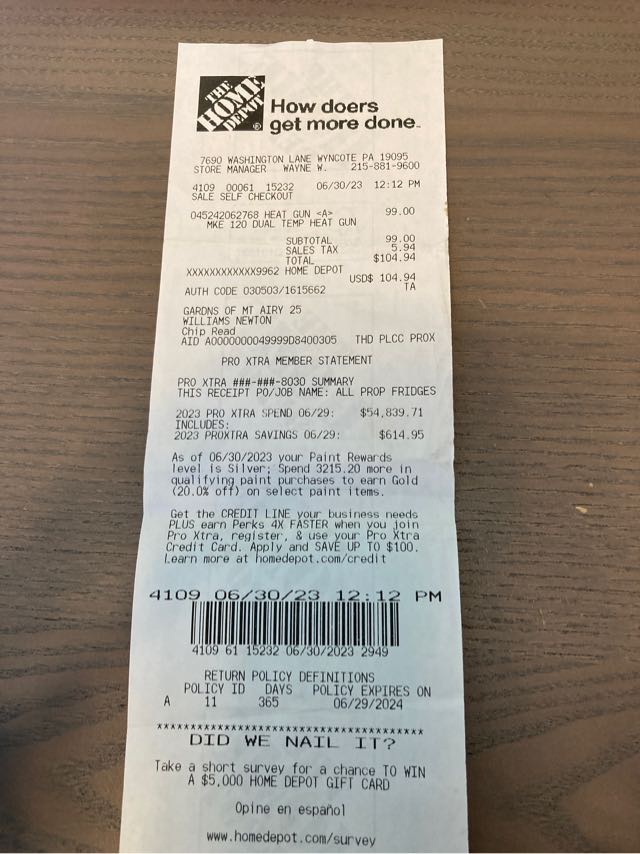 THE
HOME
DEPOT
How doers
get more done.
7690 WASHINGTON LANE WYNCOTE PA 19095
STORE MANAGER WAYNE W. 215-881-9600
4109 00061 15232 06/30/23 12:12 PM
SALE SELF CHECKOUT
045242062768 HEAT GUN <A> 99.00
MKE 120 DUAL TEMP HEAT GUN
SUBTOTAL 99.00
SALES TAX 5.94
TOTAL $104.94
XXXXXXXXXXXX9962 HOME DEPOT
USD$ 104.94
AUTH CODE 030503/1615662 TA
GARDNS OF MT AIRY 25
WILLIAMS NEWTON
Chip Read
AID A0000000049999D8400305 THD PLCC PROX
PRO XTRA MEMBER STATEMENT
PRO XTRA ###-###-8030 SUMMARY
THIS RECEIPT PO/JOB NAME: ALL PROP FRIDGES
2023 PRO XTRA SPEND 06/29: $54,839.71
INCLUDES:
2023 PROXTRA SAVINGS 06/29: $614.95
As of 06/30/2023 your Paint Rewards
level is Silver; Spend 3215.20 more in
qualifying paint purchases to earn Gold
(20.0% off) on select paint items.
Get the CREDIT LINE your business needs
PLUS earn Perks 4X FASTER when you join
Pro Xtra, register, & use your Pro Xtra
Credit Card. Apply and SAVE UP TO $100.
Learn more at homedepot.com/credit
4109 06/30/23 12:12 PM
4109 61 15232 06/30/2023 2949
RETURN POLICY DEFINITIONS
POLICY ID DAYS POLICY EXPIRES ON
A 11 365 06/29/2024
******************************************
DID WE NAIL IT?
Take a short survey for a chance TO WIN
A $5,000 HOME DEPOT GIFT CARD
Opine en español
www.homedepot.com/survey